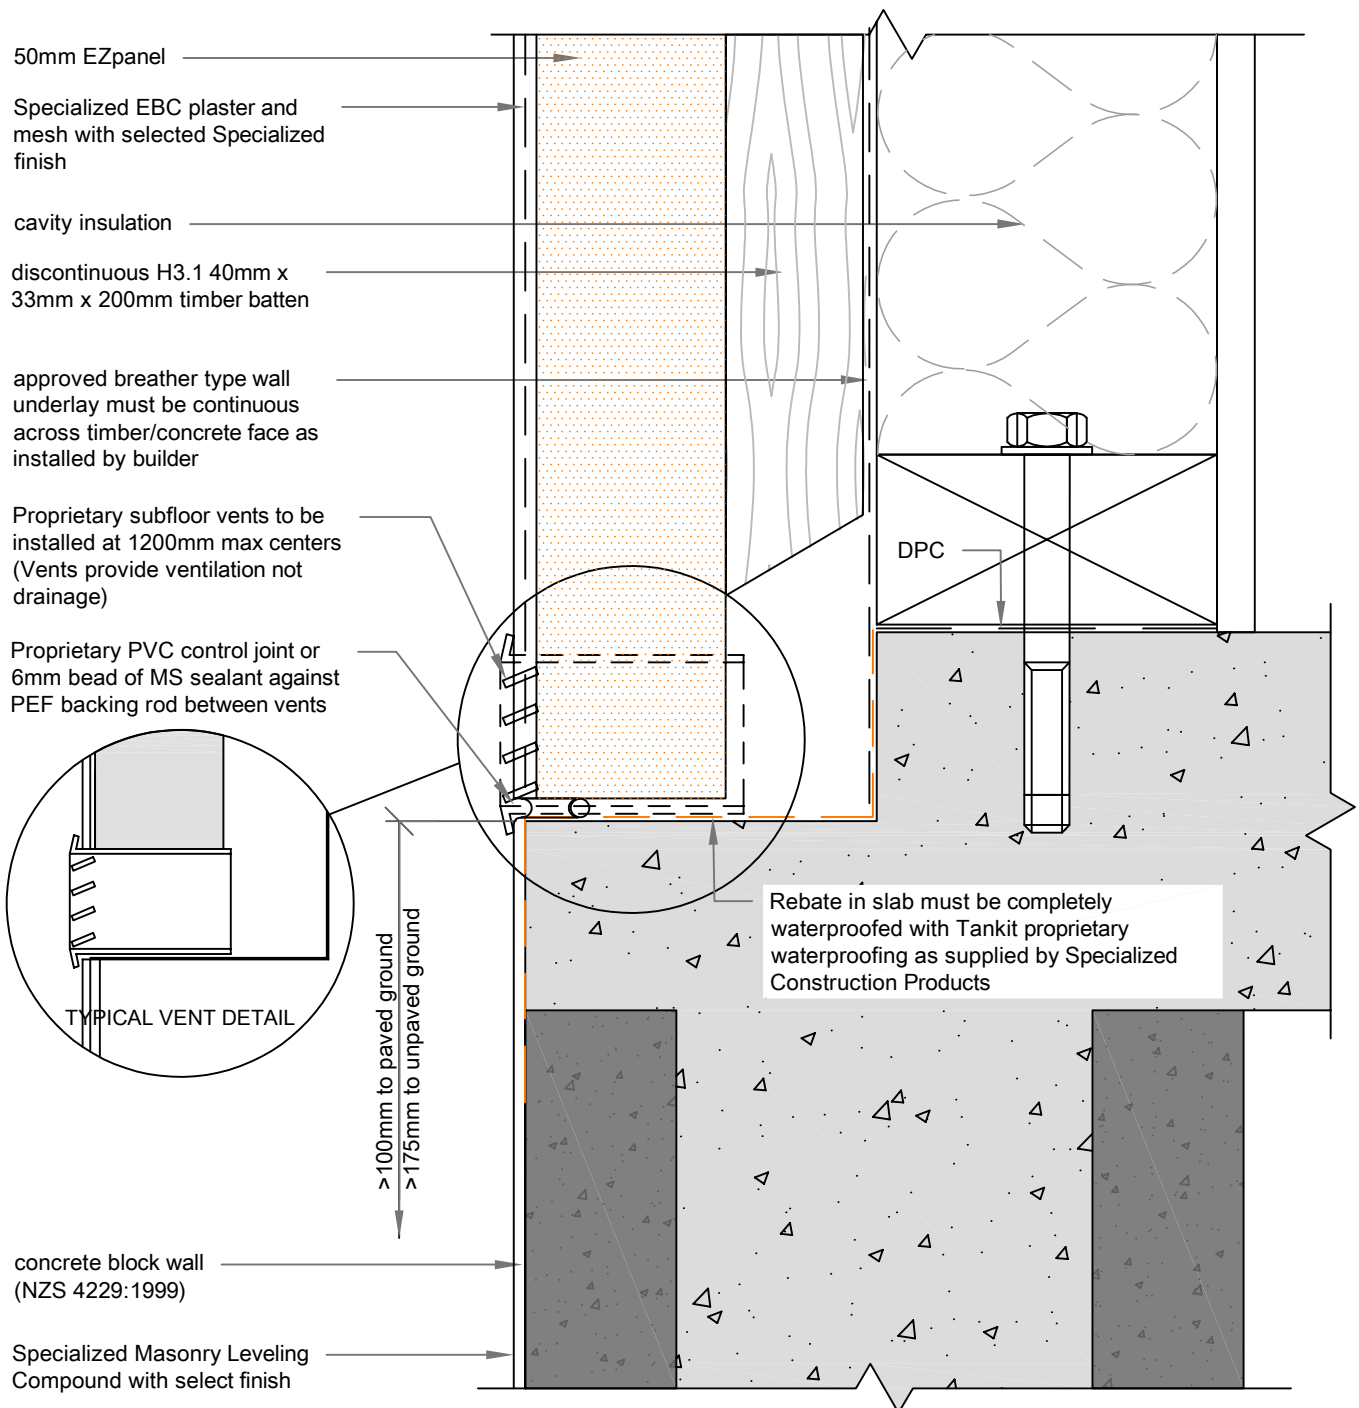 50mm EZpanel
Specialized EBC plaster and
mesh with selected Specialized
finish
cavity insulation
discontinuous H3.1 40mm x
33mm x 200mm timber batten
approved breather type wall
underlay must be continuous
across timber/concrete face as
installed by builder
Proprietary subfloor vents to be
installed at 1200mm max centers
(Vents provide ventilation not
drainage)
DPC
Proprietary PVC control joint or
6mm bead of MS sealant against
PEF backing rod between vents
TYPICAL VENT DETAIL
>100mm to paved ground
>175mm to unpaved ground
Rebate in slab must be completely
waterproofed with Tankit proprietary
waterproofing as supplied by Specialized
Construction Products
concrete block wall
(NZS 4229:1999)
Specialized Masonry Leveling
Compound with select finish